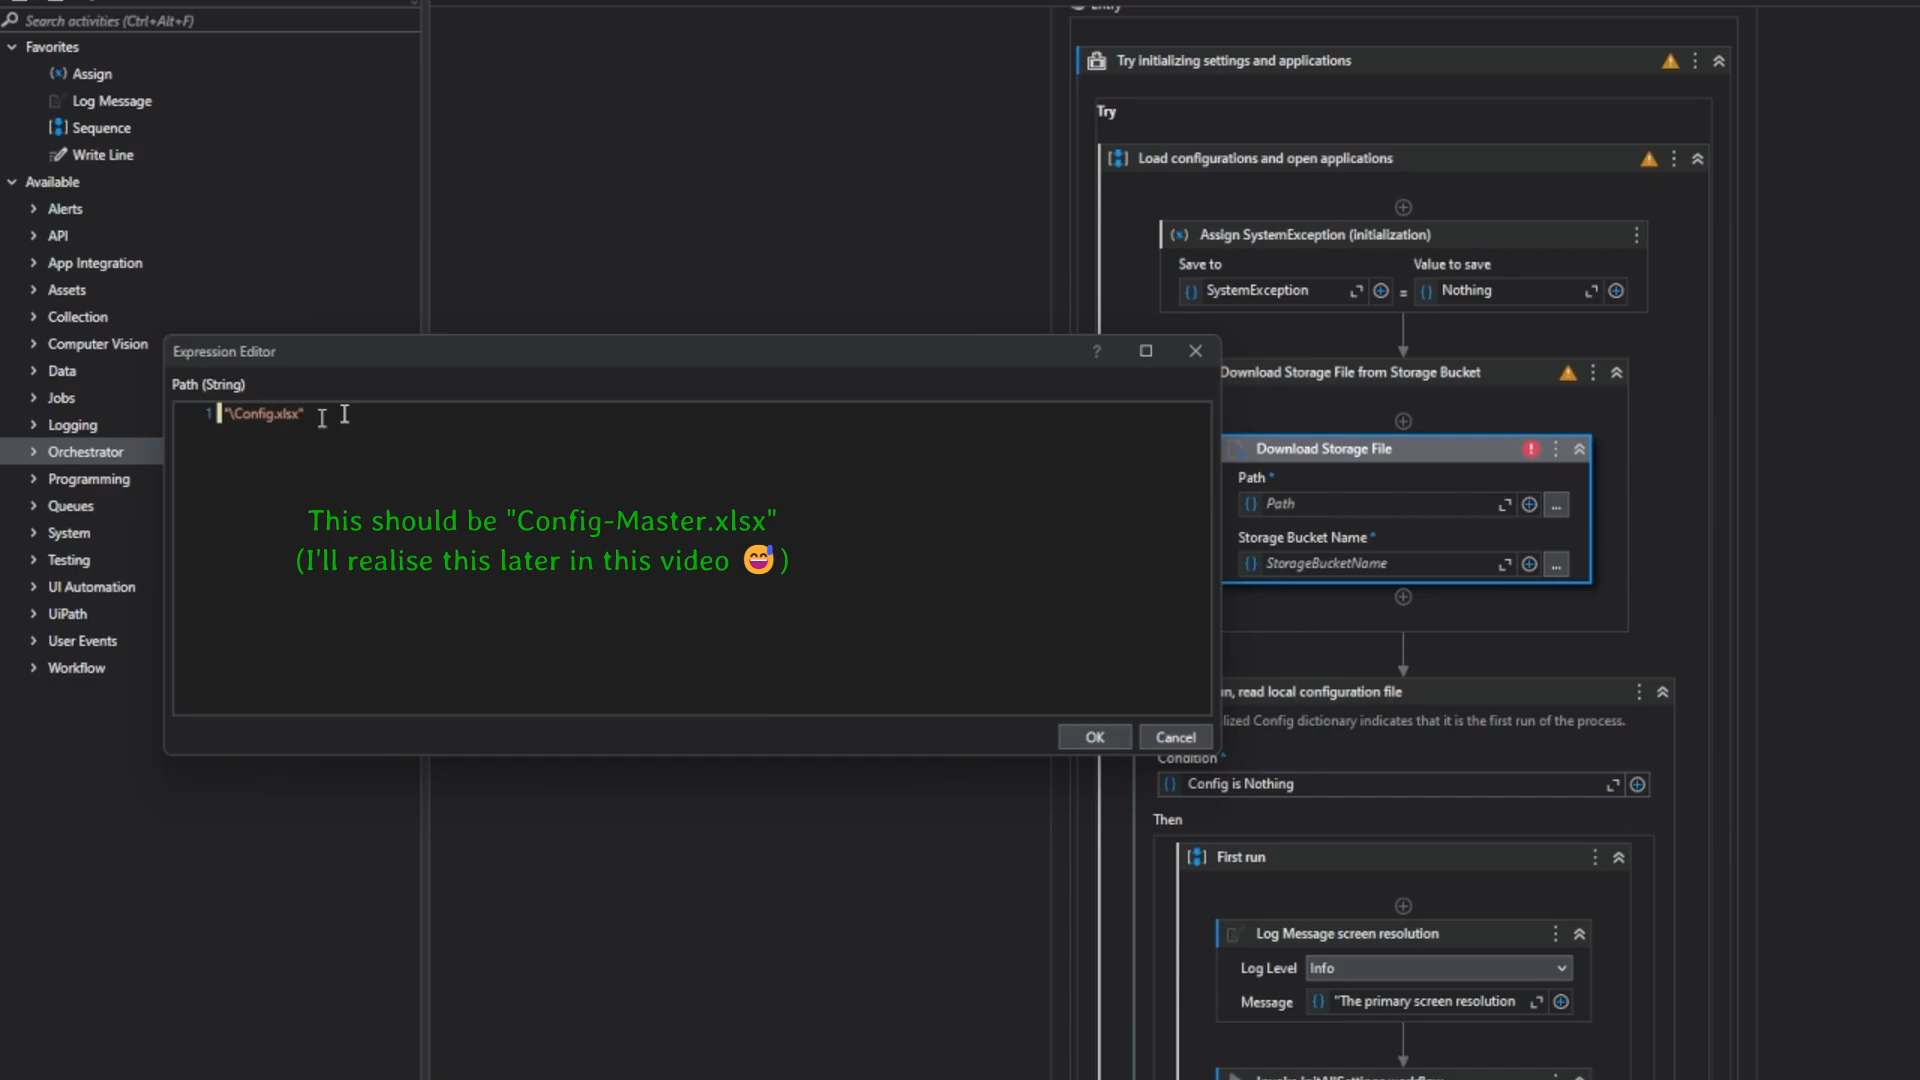 Search activities (Ctrl+Alt+F)
Favorites
Assign
Log Message
Sequence
Write Line
Available
Alerts
API
App Integration
Assets
Collection
Computer Vision
Data
Jobs
Logging
Orchestrator
Programming
Queues
System
Testing
UI Automation
UiPath
User Events
Workflow
Expression Editor
?
Path (String)
1 "\Config.xlsx"
This should be "Config-Master.xlsx"
(I'll realise this later in this video 😅)
OK Cancel
Entry
Try initializing settings and applications
Try
Load configurations and open applications
Assign SystemException (initialization)
Save to Value to save
SystemException = Nothing
Download Storage File from Storage Bucket
Download Storage File
Path *
Path ...
Storage Bucket Name *
StorageBucketName ...
, read local configuration file
Config dictionary indicates that it is the first run of the process.
Condition *
Config is Nothing
Then
First run
Log Message screen resolution
Log Level Info
Message "The primary screen resolution